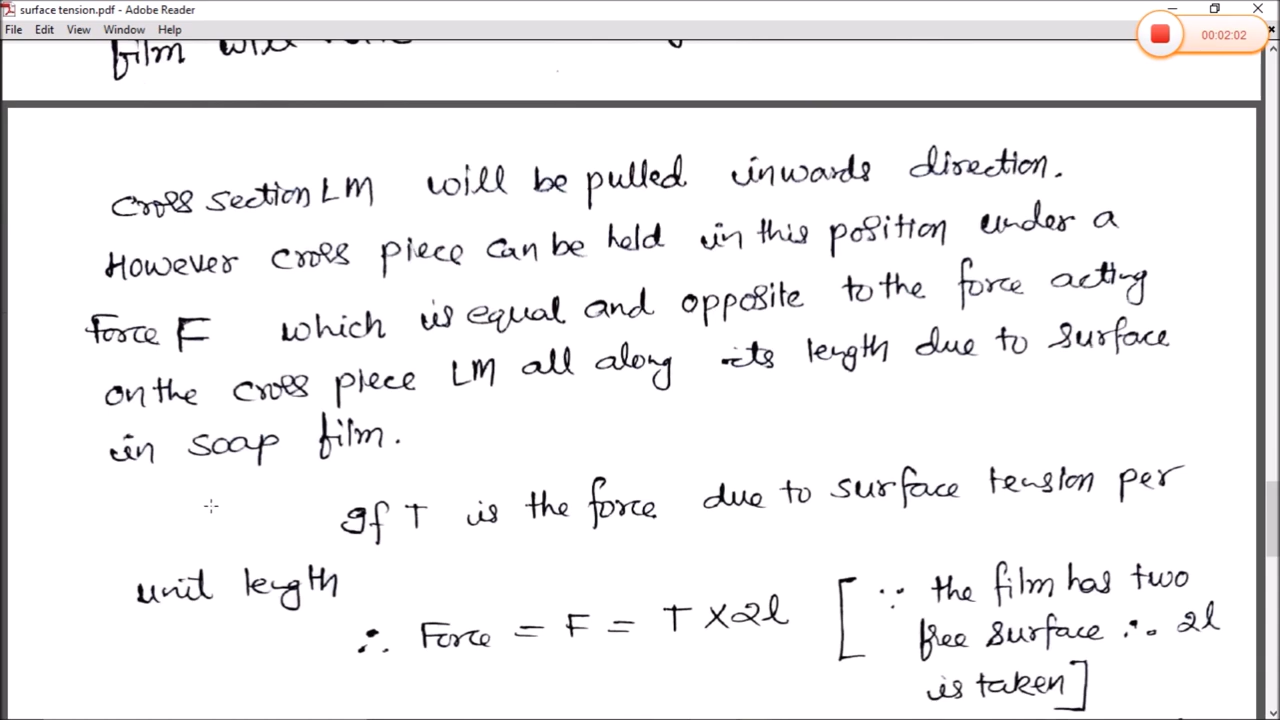 surface tension.pdf - Adobe Reader
File Edit View Window Help
00:02:02
film will
cross section LM will be pulled inwards direction.
However cross piece can be held in this position under a
Force F which is equal and opposite to the force acting
on the cross piece LM all along its length due to surface
in soap film.
If T is the force due to surface tension per
unit length
∴ Force = F = T × 2l [ ∵ the film has two
free surface ∴ 2l
is taken ]